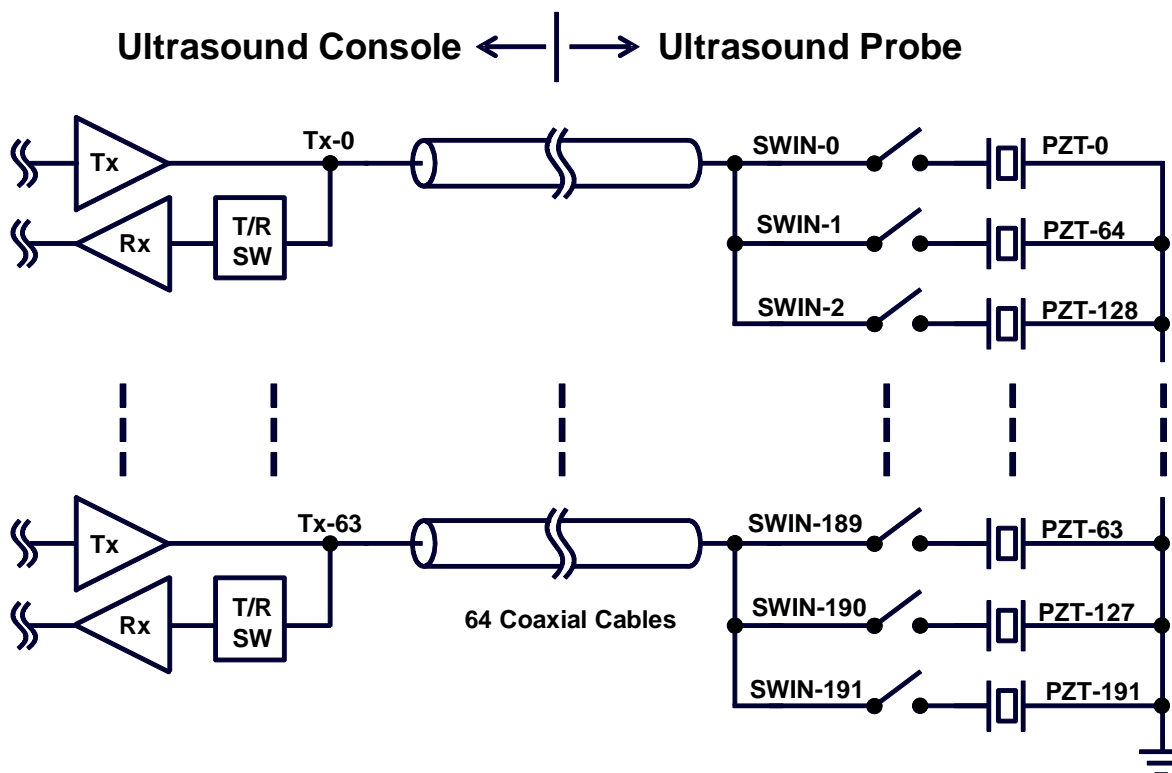 Ultrasound Console
Ultrasound Probe
Tx-0
SWIN-0
PZT-0
Tx
Rx
T/R
SW
SWIN-1
PZT-64
SWIN-2
PZT-128
Tx-63
SWIN-189
PZT-63
Tx
Rx
T/R
SW
64 Coaxial Cables
SWIN-190
PZT-127
SWIN-191
PZT-191